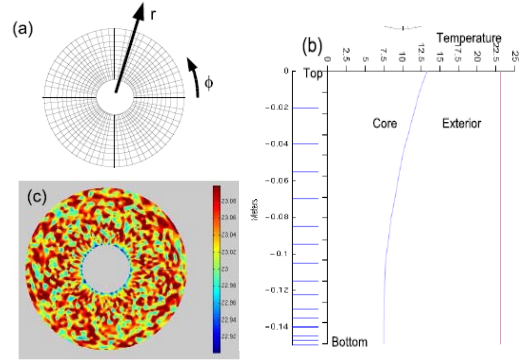 (a)
r
ϕ
(b)
Temperature
0
2.5
5
7.5
10
12.5
15
17.5
20
22.5
25
Top
0
−0.02
−0.04
−0.06
−0.08
−0.1
−0.12
−0.14
Meters
Core
Exterior
Bottom
(c)
23.08
23.06
23.04
23.02
23
22.98
22.96
22.94
22.92